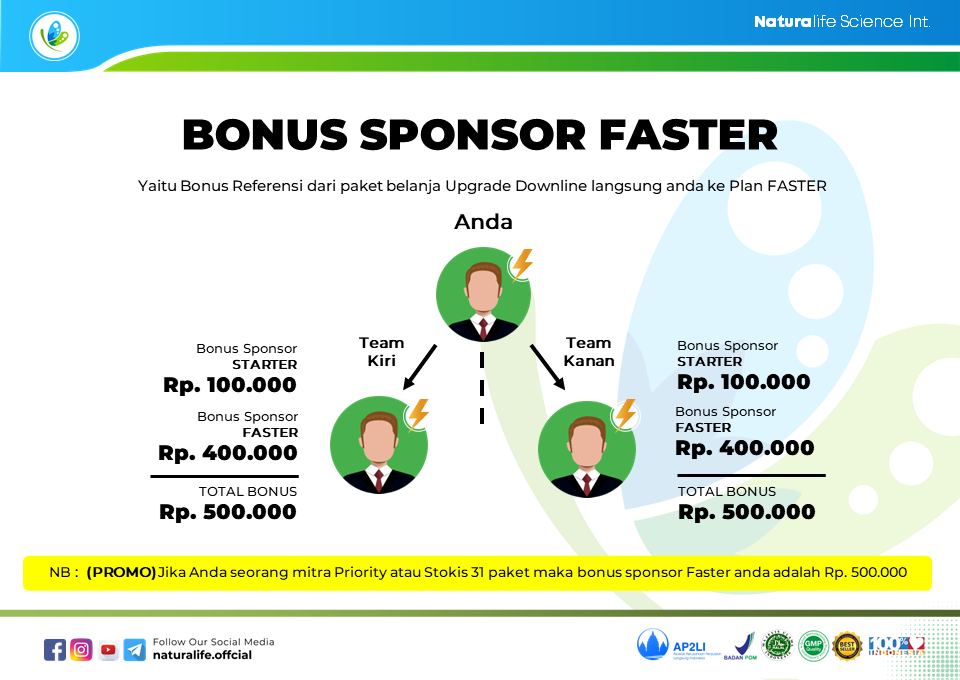 Naturalife Science Int.
BONUS SPONSOR FASTER
Yaitu Bonus Referensi dari paket belanja Upgrade Downline langsung anda ke Plan FASTER
Anda
Team
Kiri
Team
Kanan
Bonus Sponsor
STARTER
Rp. 100.000
Bonus Sponsor
FASTER
Rp. 400.000
TOTAL BONUS
Rp. 500.000
Bonus Sponsor
STARTER
Rp. 100.000
Bonus Sponsor
FASTER
Rp. 400.000
TOTAL BONUS
Rp. 500.000
NB : (PROMO)Jika Anda seorang mitra Priority atau Stokis 31 paket maka bonus sponsor Faster anda adalah Rp. 500.000
Follow Our Social Media
naturalife.offcial
AP2LI
BADAN POM
HALAL
GMP
Quality
BEST
SELLER
100%
INDONESIA